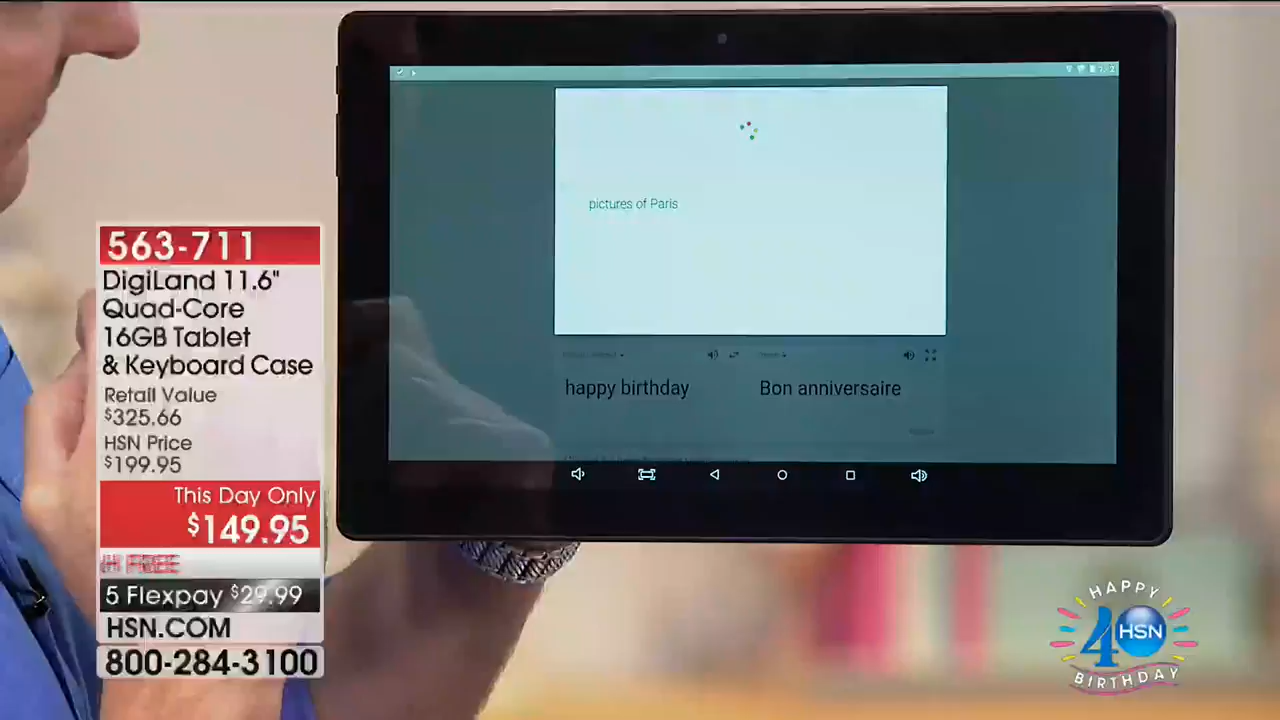 563-711
DigiLand 11.6"
Quad-Core
16GB Tablet
& Keyboard Case
Retail Value
$325.66
HSN Price
$199.95
This Day Only
$149.95
FREE
5 Flexpay $29.99
HSN.COM
800-284-3100
pictures of Paris
happy birthday
Bon anniversaire
HAPPY
40
HSN
BIRTHDAY